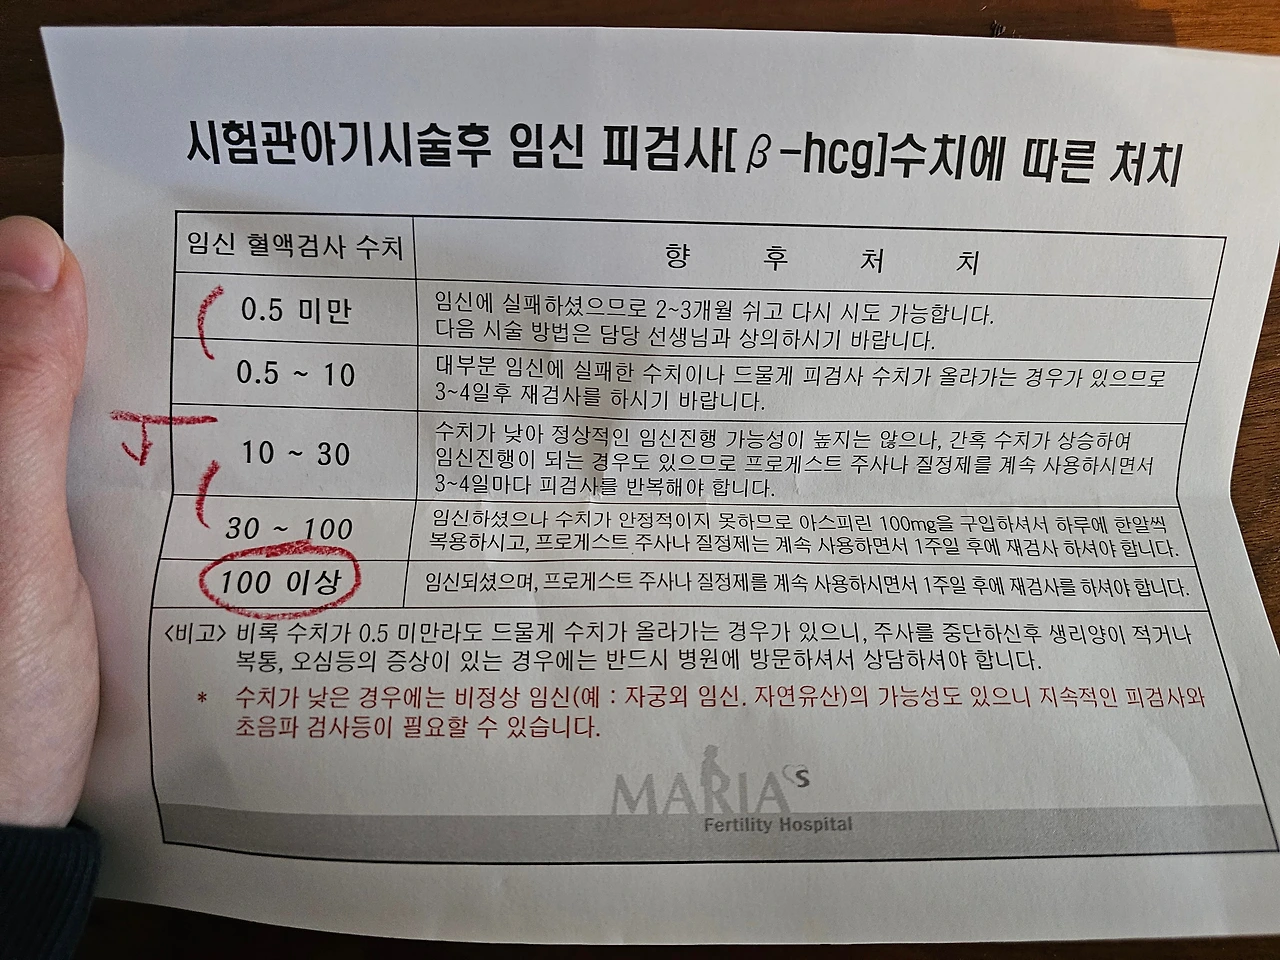 시험관아기시술후 임신 피검사[β-hcg]수치에 따른 처치
임신 혈액검사 수치
향 후 처 치
0.5 미만
임신에 실패하셨으므로 2~3개월 쉬고 다시 시도 가능합니다.
다음 시술 방법은 담당 선생님과 상의하시기 바랍니다.
0.5 ~ 10
대부분 임신에 실패한 수치이나 드물게 피검사 수치가 올라가는 경우가 있으므로
3~4일후 재검사를 하시기 바랍니다.
10 ~ 30
수치가 낮아 정상적인 임신진행 가능성이 높지는 않으나, 간혹 수치가 상승하여
임신진행이 되는 경우도 있으므로 프로게스트 주사나 질정제를 계속 사용하시면서
3~4일마다 피검사를 반복해야 합니다.
30 ~ 100
임신하셨으나 수치가 안정적이지 못하므로 아스피린 100mg을 구입하셔서 하루에 한알씩
복용하시고, 프로게스트 주사나 질정제는 계속 사용하면서 1주일 후에 재검사 하셔야 합니다.
100 이상
임신되셨으며, 프로게스트 주사나 질정제를 계속 사용하시면서 1주일 후에 재검사를 하셔야 합니다.
<비고> 비록 수치가 0.5 미만라도 드물게 수치가 올라가는 경우가 있으니, 주사를 중단하신후 생리양이 적거나
복통, 오심등의 증상이 있는 경우에는 반드시 병원에 방문하셔서 상담하셔야 합니다.
* 수치가 낮은 경우에는 비정상 임신(예 : 자궁외 임신. 자연유산)의 가능성도 있으니 지속적인 피검사와
초음파 검사등이 필요할 수 있습니다.
MARIA'S
Fertility Hospital